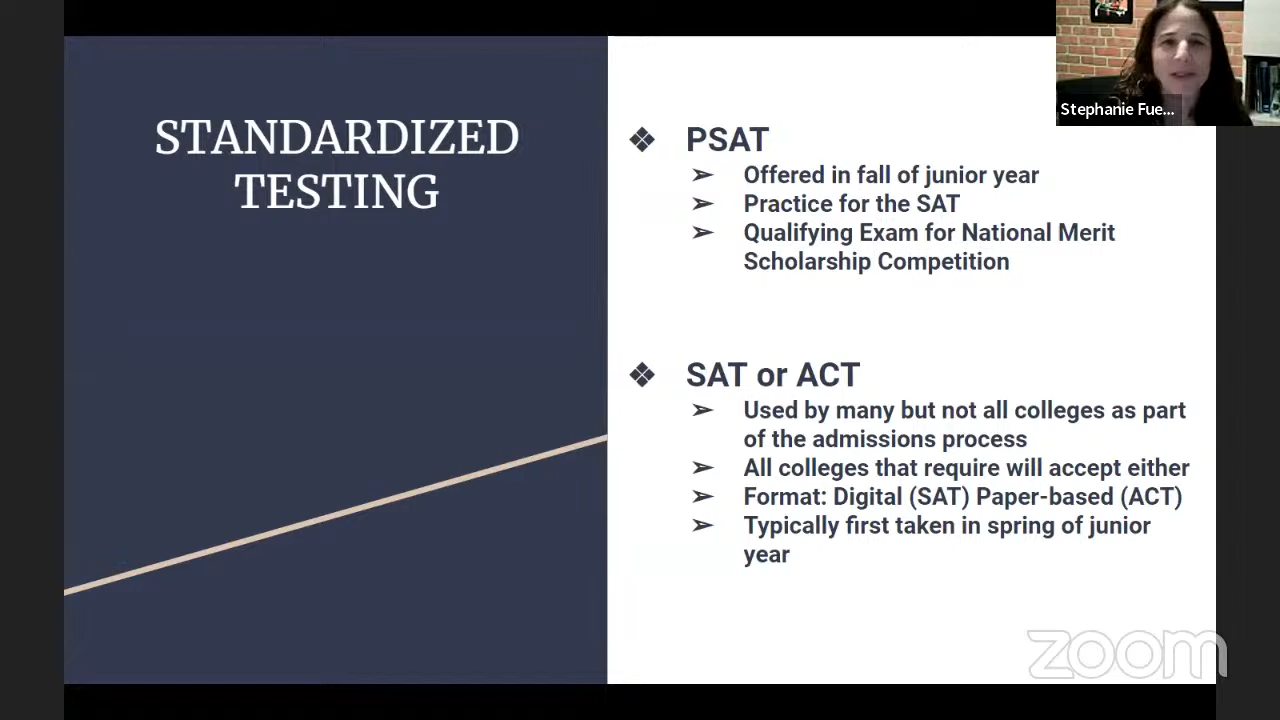 Stephanie Fue...
STANDARDIZED
TESTING
❖ PSAT
➢ Offered in fall of junior year
➢ Practice for the SAT
➢ Qualifying Exam for National Merit
Scholarship Competition
❖ SAT or ACT
➢ Used by many but not all colleges as part
of the admissions process
➢ All colleges that require will accept either
➢ Format: Digital (SAT) Paper-based (ACT)
➢ Typically first taken in spring of junior
year
zoom